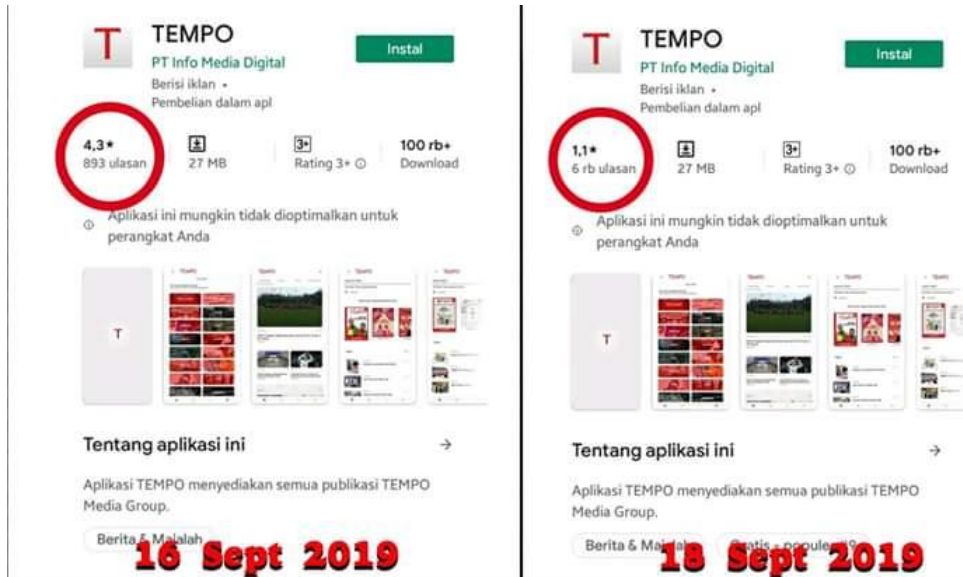 TEMPO
Instal
PT Info Media Digital
Berisi iklan •
Pembelian dalam apl
4,3★
893 ulasan
27 MB
3+
Rating 3+
100 rb+
Download
Aplikasi ini mungkin tidak dioptimalkan untuk
perangkat Anda
Tentang aplikasi ini →
Aplikasi TEMPO menyediakan semua publikasi TEMPO
Media Group.
Berita & Majalah
16 Sept 2019
TEMPO
Instal
PT Info Media Digital
Berisi iklan •
Pembelian dalam apl
1,1★
6 rb ulasan
27 MB
3+
Rating 3+
100 rb+
Download
Aplikasi ini mungkin tidak dioptimalkan untuk
perangkat Anda
Tentang aplikasi ini →
Aplikasi TEMPO menyediakan semua publikasi TEMPO
Media Group.
Berita & Majalah
Gratis - populer
18 Sept 2019